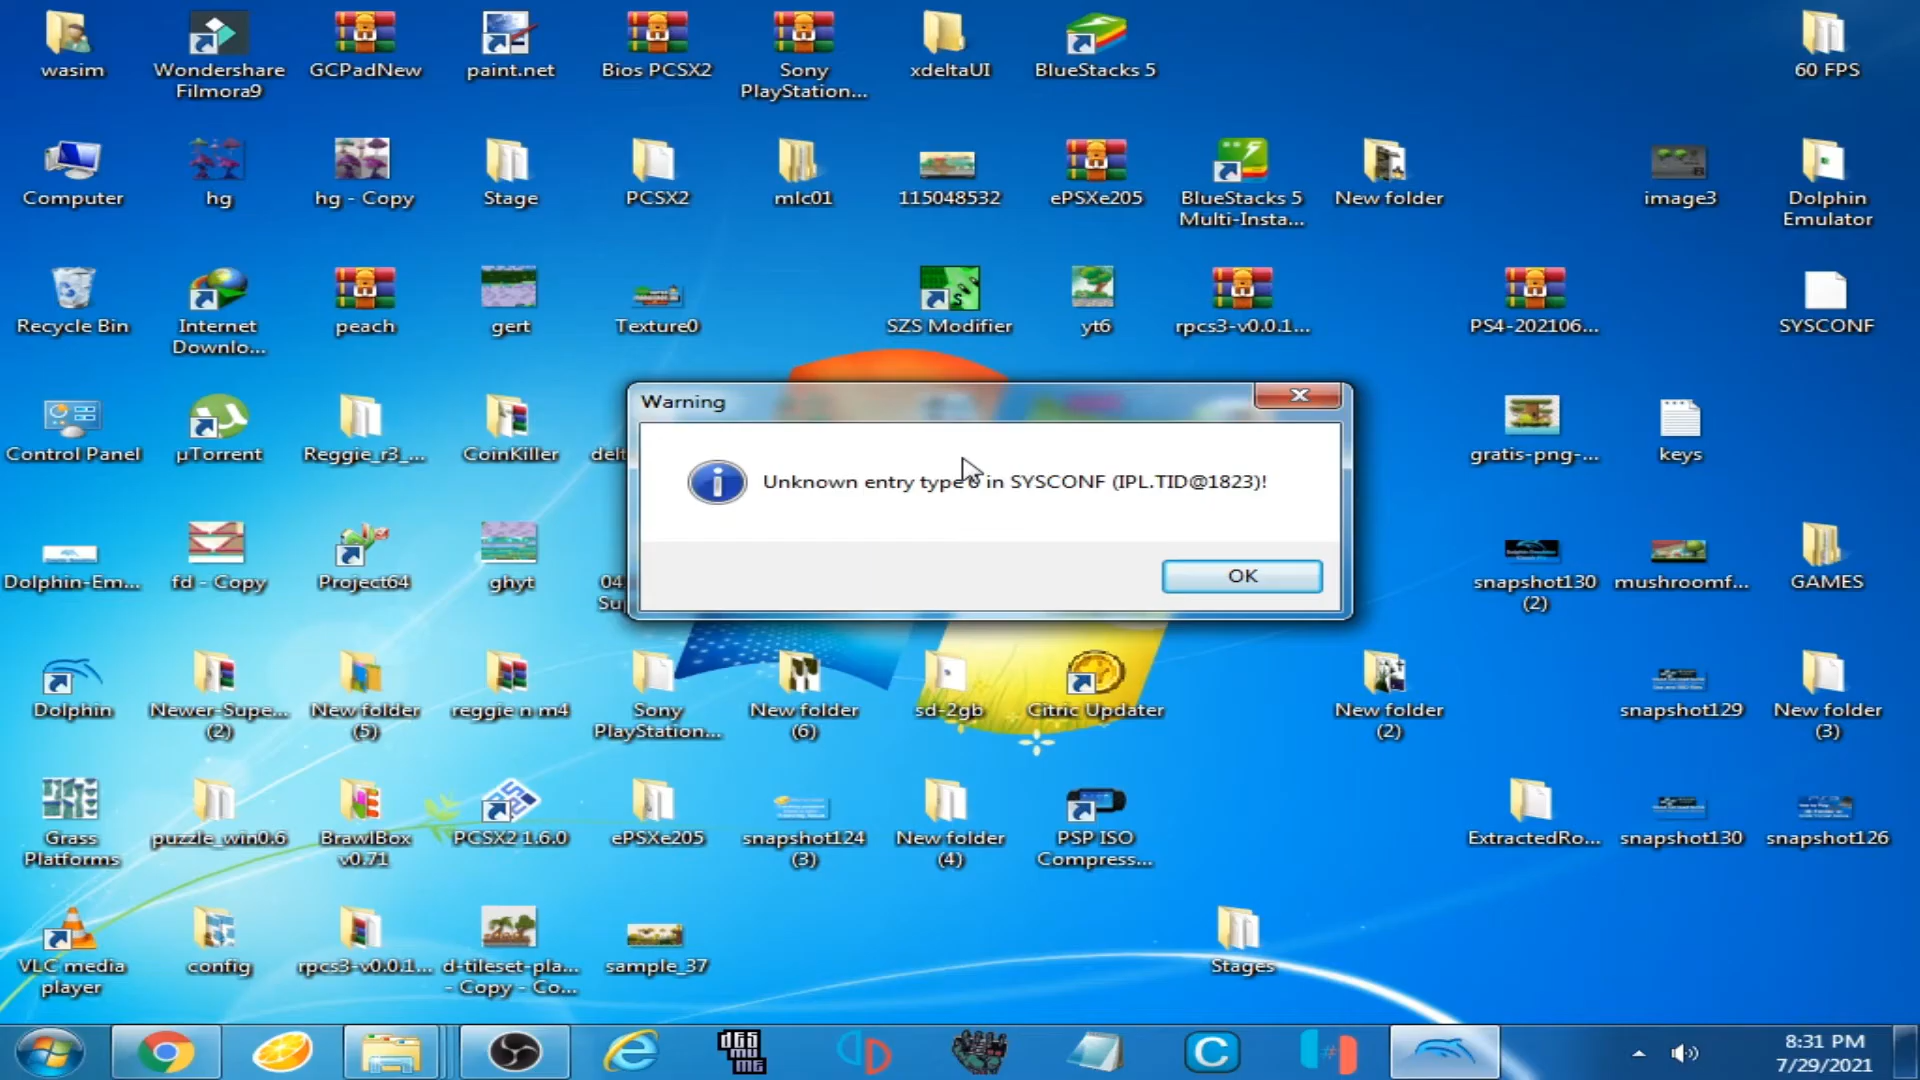 wasim
Wondershare
Filmora9
GCPadNew
paint.net
Bios PCSX2
Sony
PlayStation...
xdeltaUI
BlueStacks 5
60 FPS
Computer
hg
hg - Copy
Stage
PCSX2
mlc01
115048532
ePSXe205
BlueStacks 5
Multi-Insta...
New folder
image3
Dolphin
Emulator
Recycle Bin
Internet
Downlo...
peach
gert
Texture0
SZS Modifier
yt6
rpcs3-v0.0.1...
PS4-202106...
SYSCONF
Warning
Unknown entry type in SYSCONF (IPL.TID@1823)!
OK
Control Panel
µTorrent
Reggie_r3_...
CoinKiller
delt
gratis-png-...
keys
Dolphin-Em...
fd - Copy
Project64
ghyt
04
Su
snapshot130
(2)
mushroomf...
GAMES
Dolphin
Newer-Supe...
(2)
New folder
(5)
reggie n m4
Sony
PlayStation...
New folder
(6)
sd-2gb
Citric Updater
New folder
(2)
snapshot129
New folder
(3)
Grass
Platforms
puzzle_win0.6
BrawlBox
v0.71
PCSX2 1.6.0
ePSXe205
snapshot124
(3)
New folder
(4)
PSP ISO
Compress...
ExtractedRo...
snapshot130
snapshot126
VLC media
player
config
rpcs3-v0.0.1...
d-tileset-pla...
- Copy - Co...
sample_37
Stages
8:31 PM
7/29/2021